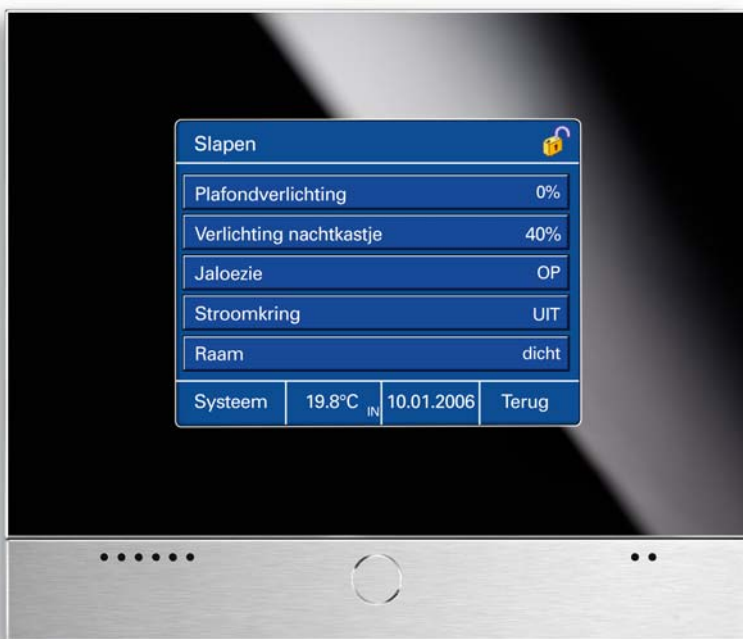 Slapen
Plafondverlichting 0%
Verlichting nachtkastje 40%
Jaloezie OP
Stroomkring UIT
Raam dicht
Systeem 19.8°C IN 10.01.2006 Terug